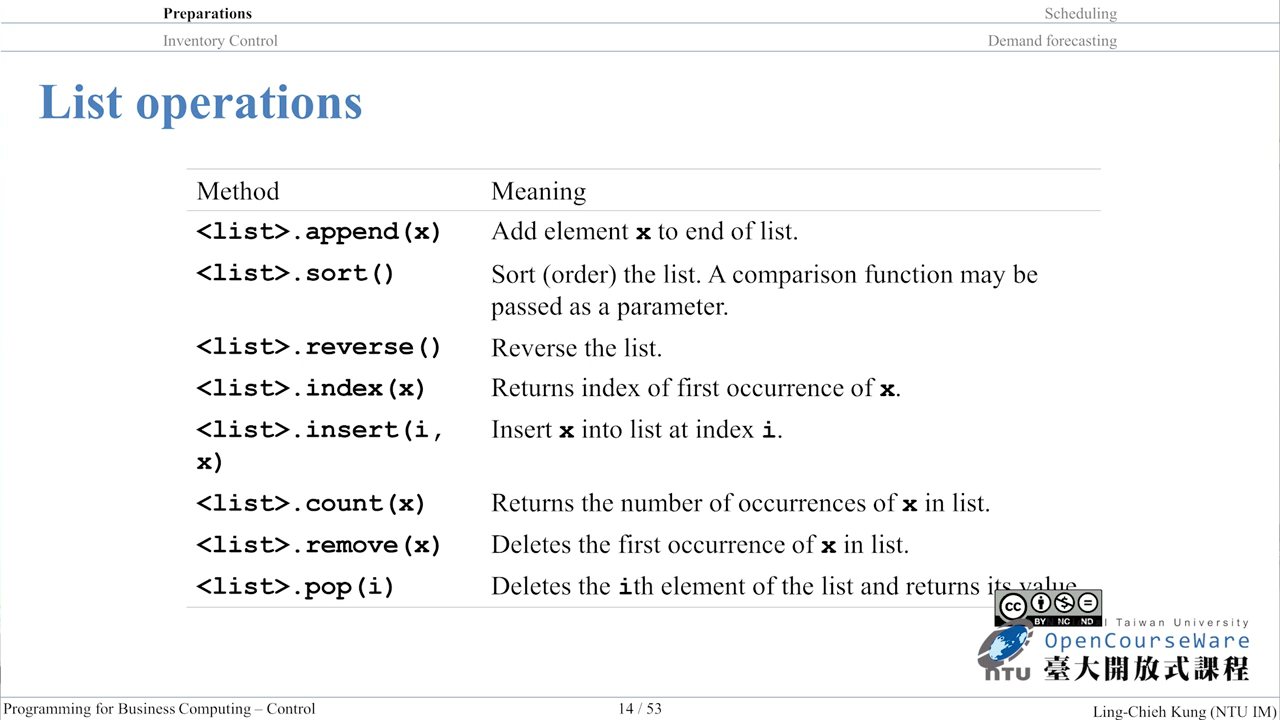 Preparations
Scheduling
Inventory Control
Demand forecasting
List operations
Method Meaning
<list>.append(x) Add element x to end of list.
<list>.sort() Sort (order) the list. A comparison function may be
passed as a parameter.
<list>.reverse() Reverse the list.
<list>.index(x) Returns index of first occurrence of x.
<list>.insert(i, Insert x into list at index i.
x)
<list>.count(x) Returns the number of occurrences of x in list.
<list>.remove(x) Deletes the first occurrence of x in list.
<list>.pop(i) Deletes the ith element of the list and returns its value
cc
BY NC ND
Taiwan University
OpenCourseWare
NTU 臺大開放式課程
Programming for Business Computing – Control
14 / 53
Ling-Chieh Kung (NTU IM)